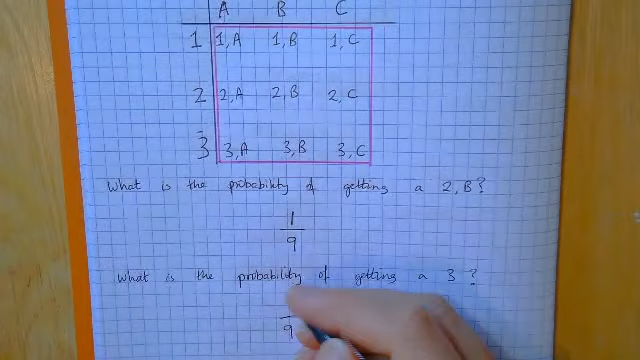 A B C
1 1,A 1,B 1,C
2 2,A 2,B 2,C
3 3,A 3,B 3,C
What is the probability of getting a 2,B?
1
9
What is the probability of getting a 3?
9